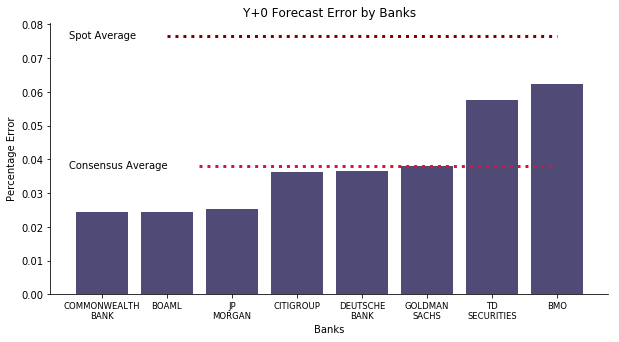 Y+0 Forecast Error by Banks
0.08
Spot Average
0.07
0.06
0.05
0.04
Consensus Average
0.03
0.02
0.01
0.00
Percentage Error
COMMONWEALTH
BANK
BOAML
JP
MORGAN
CITIGROUP
DEUTSCHE
BANK
GOLDMAN
SACHS
TD
SECURITIES
BMO
Banks